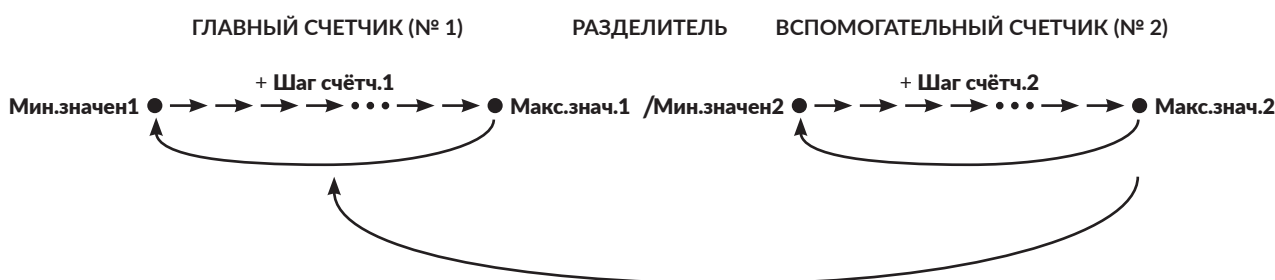 ГЛАВНЫЙ СЧЕТЧИК (№ 1) РАЗДЕЛИТЕЛЬ ВСПОМОГАТЕЛЬНЫЙ СЧЕТЧИК (№ 2)
+ Шаг счётч.1 + Шаг счётч.2
Мин.значен1 Макс.знач.1 /Мин.значен2 Макс.знач.2